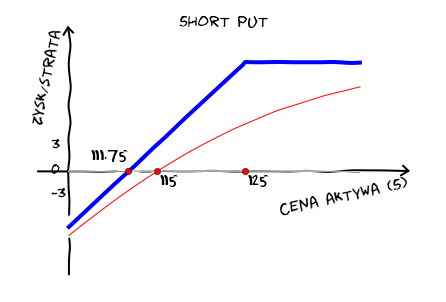 SHORT PUT
ZYSK/STRATA
3
0
-3
111.75
115
125
CENA AKTYWA (S)